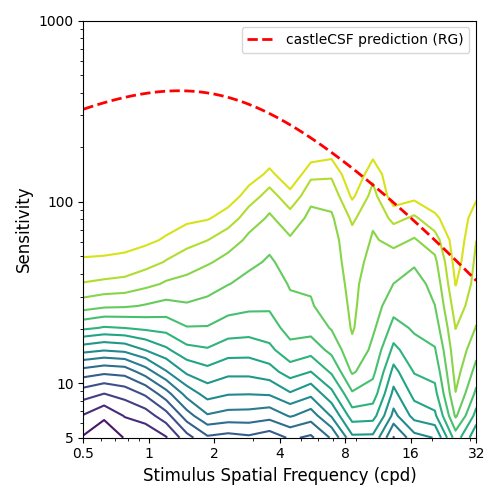 1000
castleCSF prediction (RG)
100
10
5
Sensitivity
0.5 1 2 4 8 16 32
Stimulus Spatial Frequency (cpd)